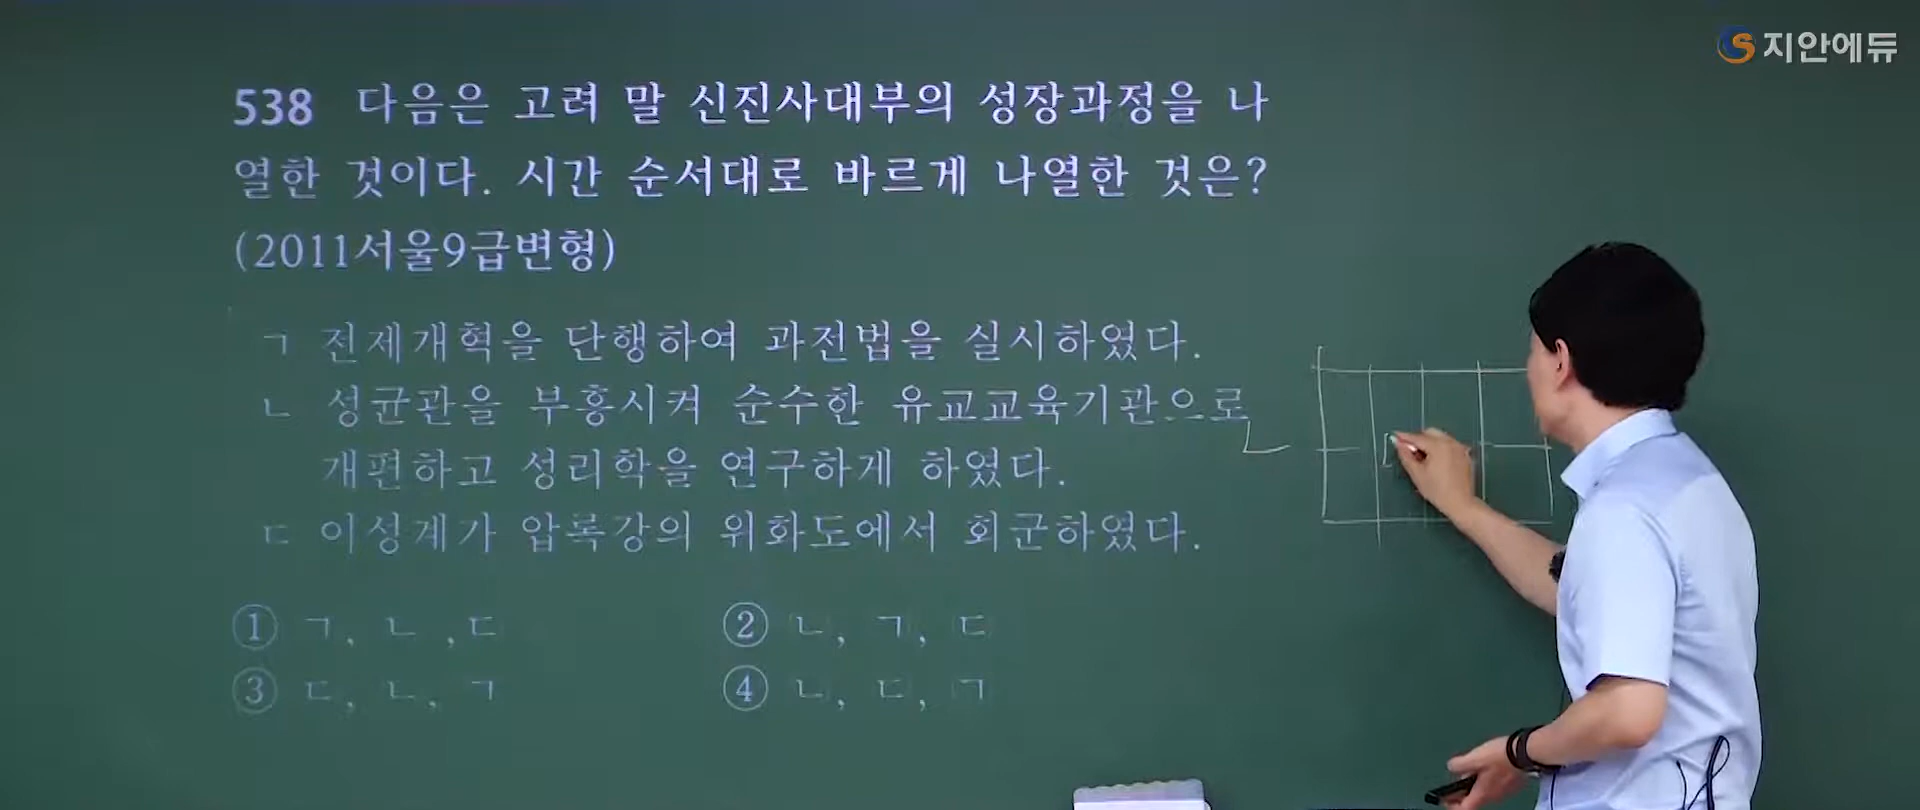 지안에듀
538 다음은 고려 말 신진사대부의 성장과정을 나
열한 것이다. 시간 순서대로 바르게 나열한 것은?
(2011서울9급변형)
ㄱ 전제개혁을 단행하여 과전법을 실시하였다.
ㄴ 성균관을 부흥시켜 순수한 유교교육기관으로
개편하고 성리학을 연구하게 하였다.
ㄷ 이성계가 압록강의 위화도에서 회군하였다.
① ㄱ, ㄴ ,ㄷ ② ㄴ, ㄱ, ㄷ
③ ㄷ, ㄴ, ㄱ ④ ㄴ, ㄷ, ㄱ
ㄴ